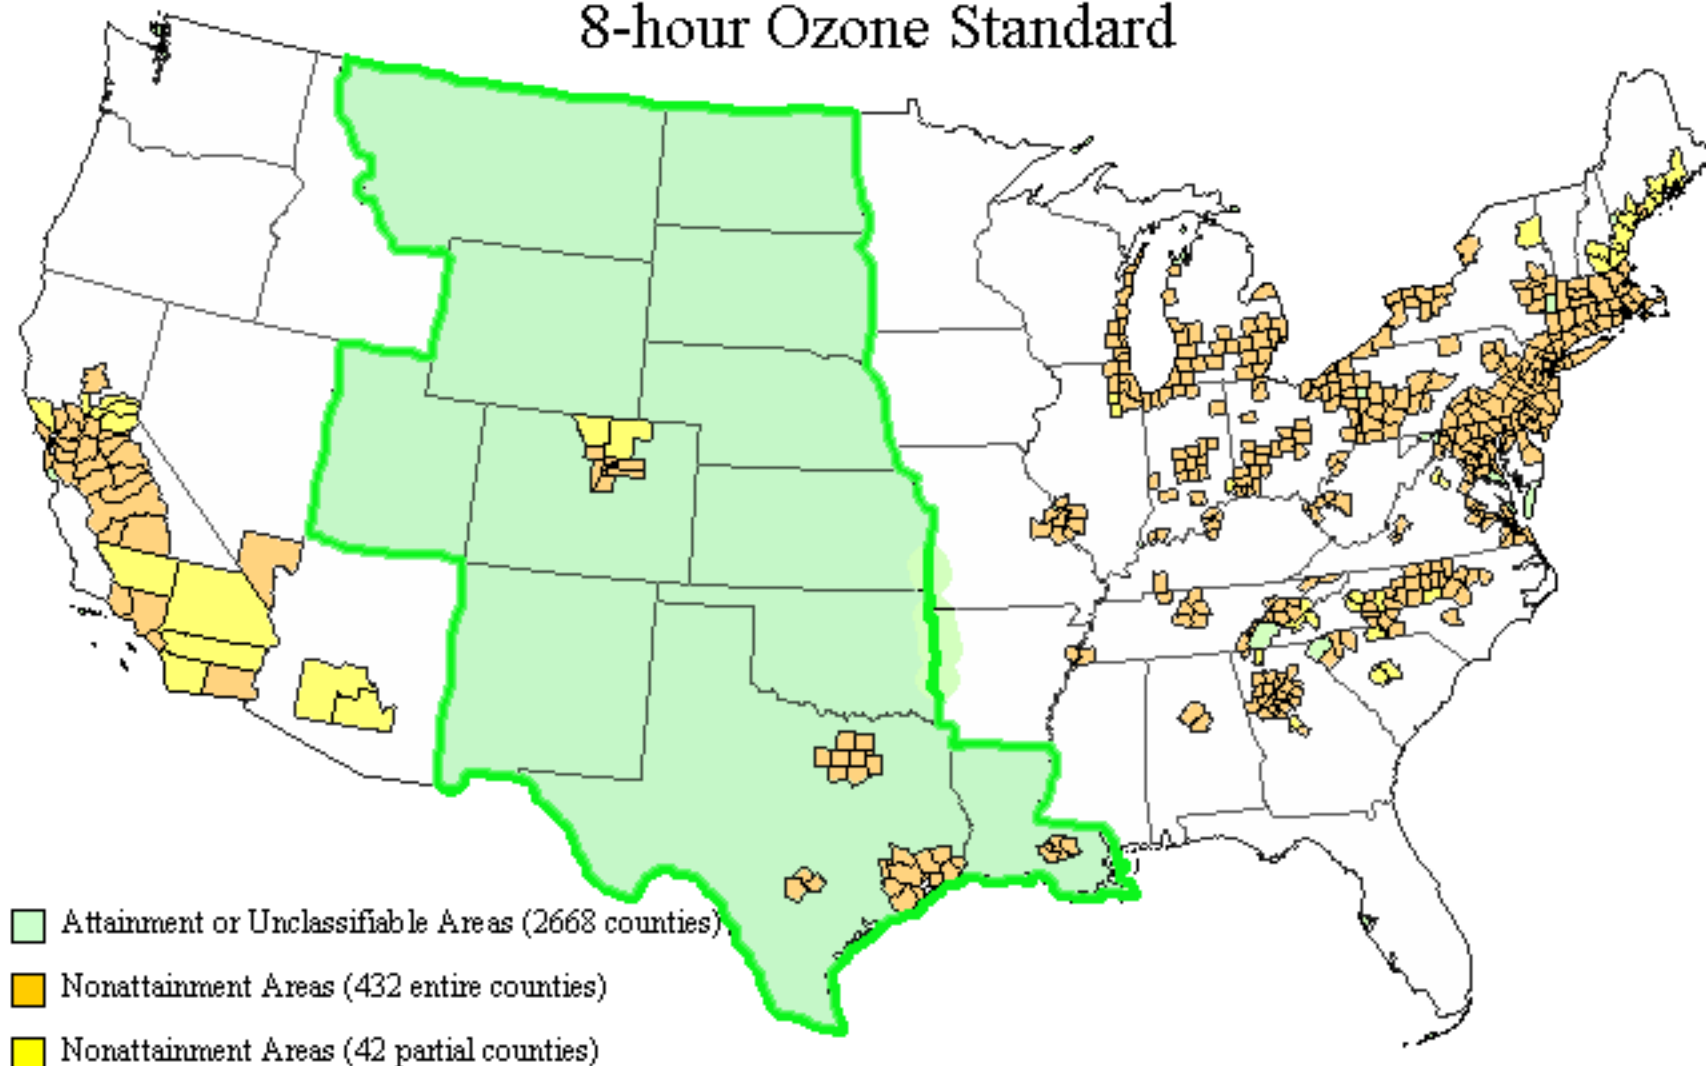 8-hour Ozone Standard
Attainment or Unclassifiable Areas (2668 counties)
Nonattainment Areas (432 entire counties)
Nonattainment Areas (42 partial counties)